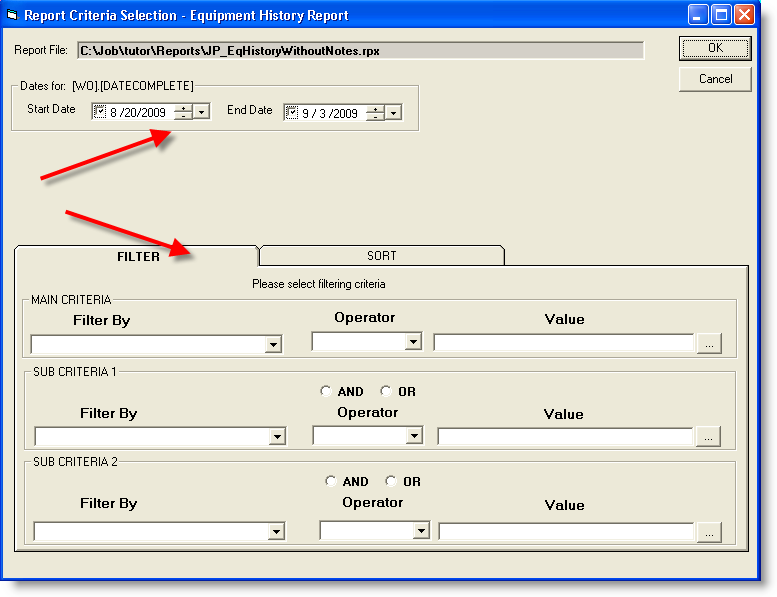 Report Criteria Selection - Equipment History Report
Report File: C:\Job\tutor\Reports\JP_EqHistoryWithoutNotes.rpx
OK
Cancel
Dates for: [WO].[DATECOMPLETE]
Start Date 8 /20/2009 End Date 9 / 3 /2009
FILTER SORT
Please select filtering criteria
MAIN CRITERIA
Filter By Operator Value
...
SUB CRITERIA 1
AND OR
Filter By Operator Value
...
SUB CRITERIA 2
AND OR
Filter By Operator Value
...